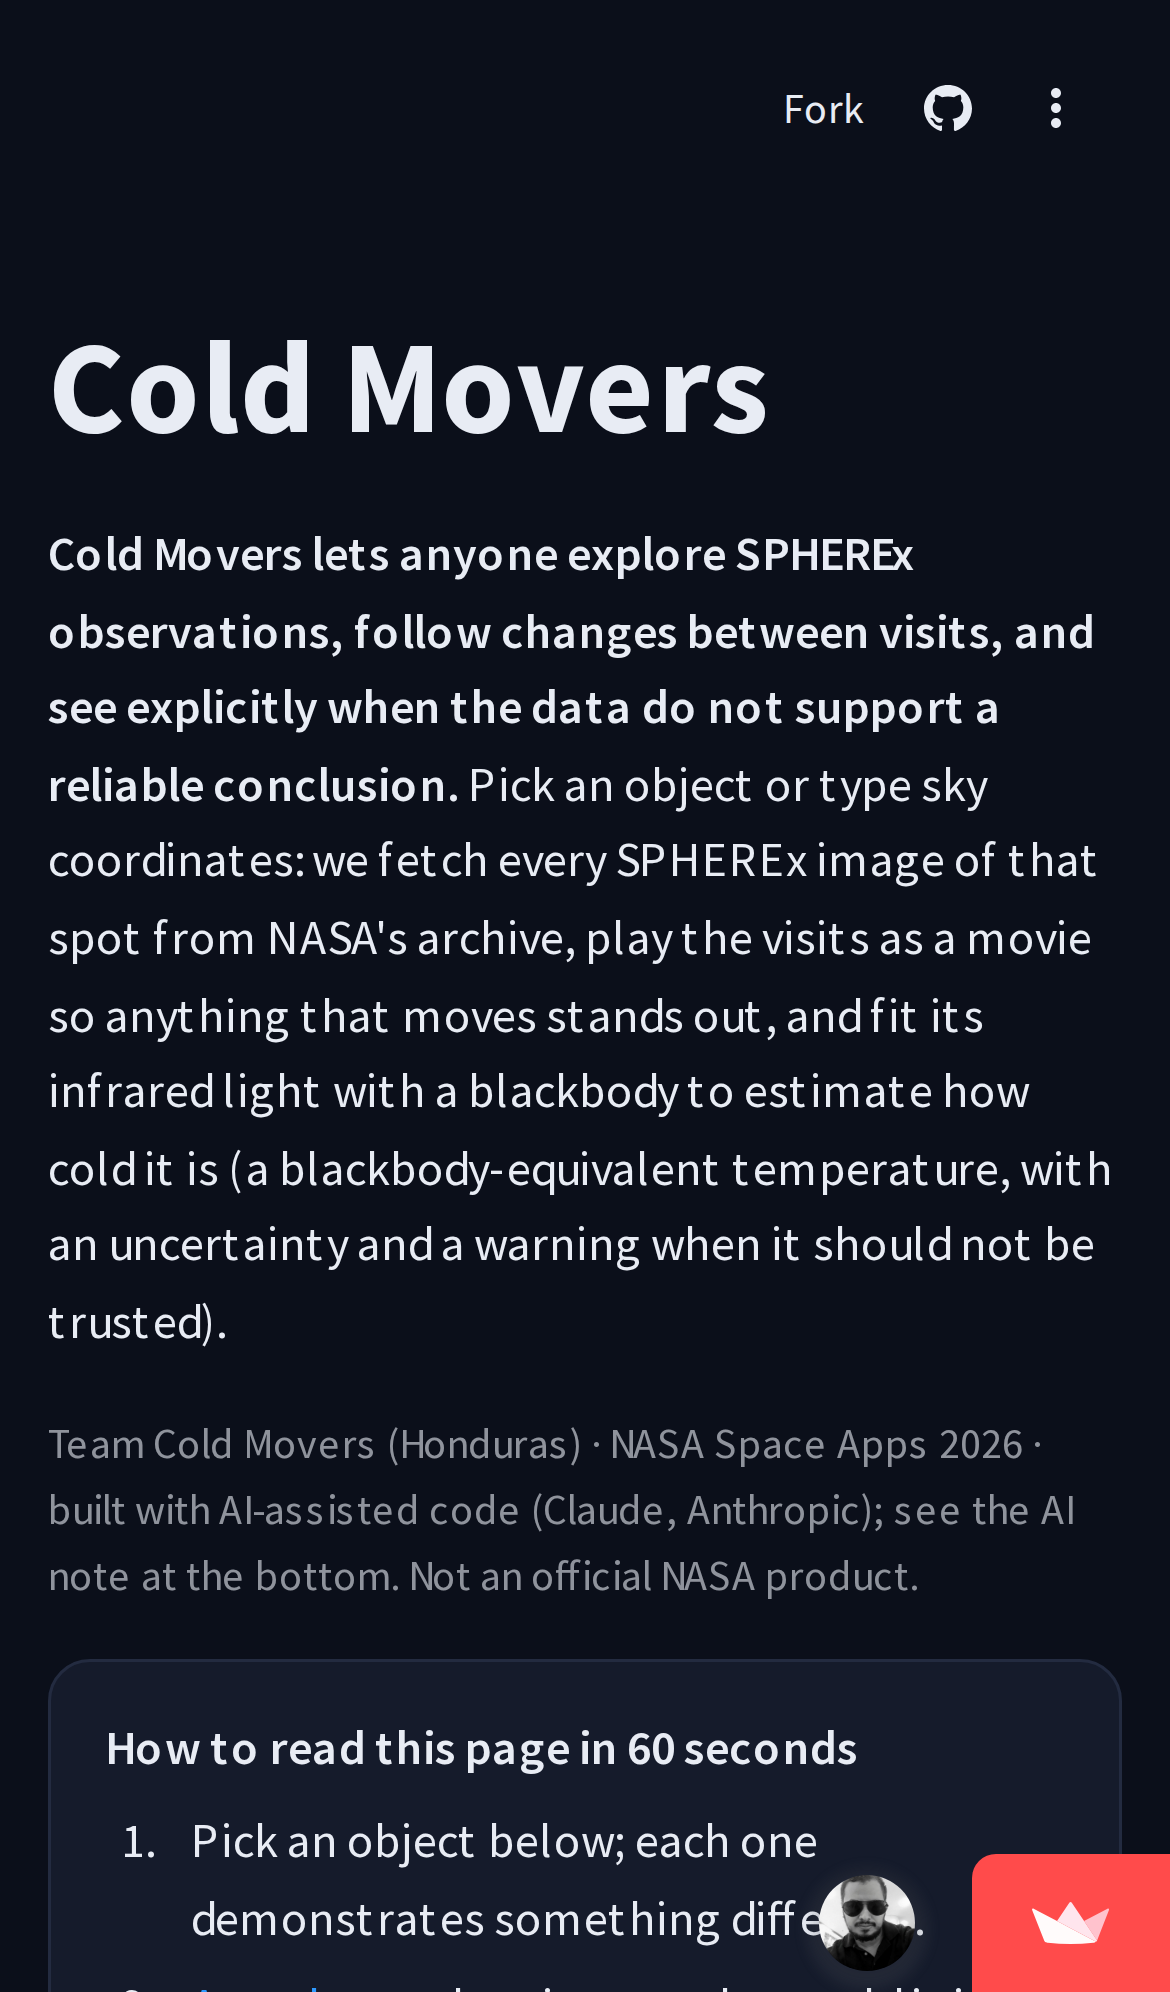 Fork
Cold Movers
Cold Movers lets anyone explore SPHEREx
observations, follow changes between visits, and
see explicitly when the data do not support a
reliable conclusion. Pick an object or type sky
coordinates: we fetch every SPHEREx image of that
spot from NASA's archive, play the visits as a movie
so anything that moves stands out, and fit its
infrared light with a blackbody to estimate how
cold it is (a blackbody-equivalent temperature, with
an uncertainty and a warning when it should not be
trusted).
Team Cold Movers (Honduras) · NASA Space Apps 2026 ·
built with AI-assisted code (Claude, Anthropic); see the AI
note at the bottom. Not an official NASA product.
How to read this page in 60 seconds
1. Pick an object below; each one
demonstrates something